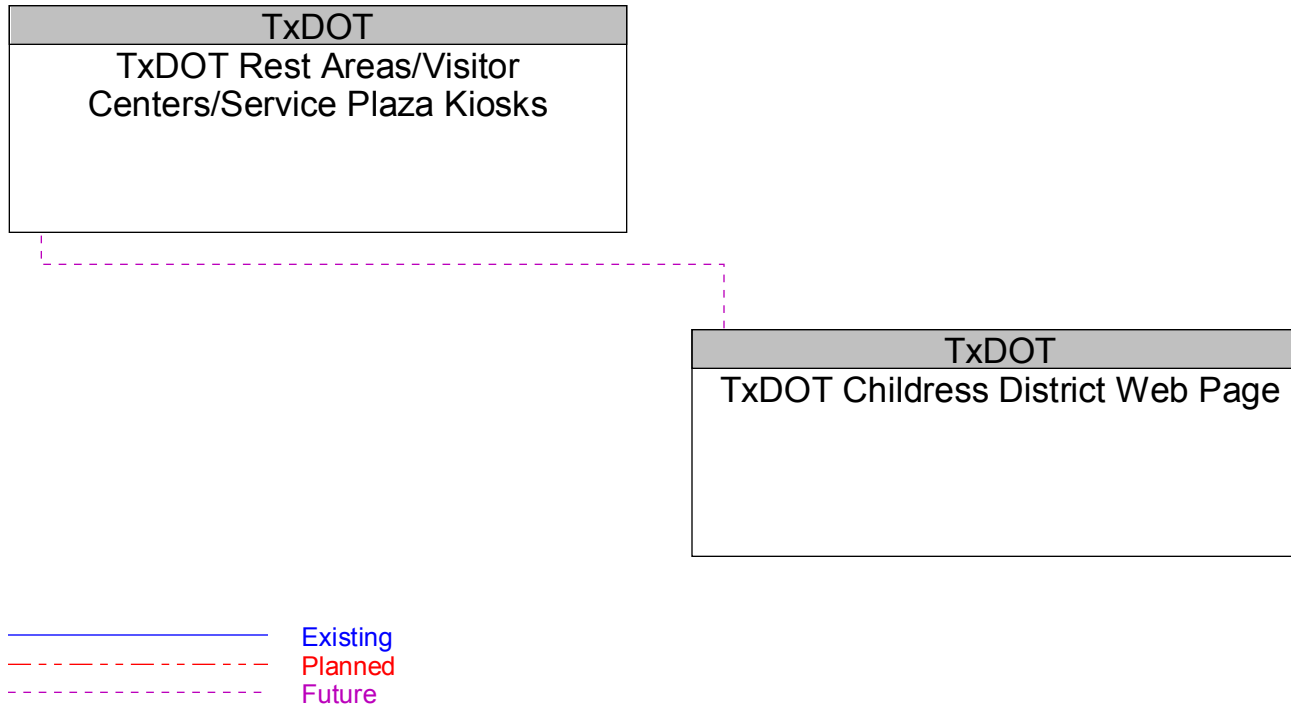 TxDOT
TxDOT Rest Areas/Visitor
Centers/Service Plaza Kiosks
TxDOT
TxDOT Childress District Web Page
Existing
Planned
Future